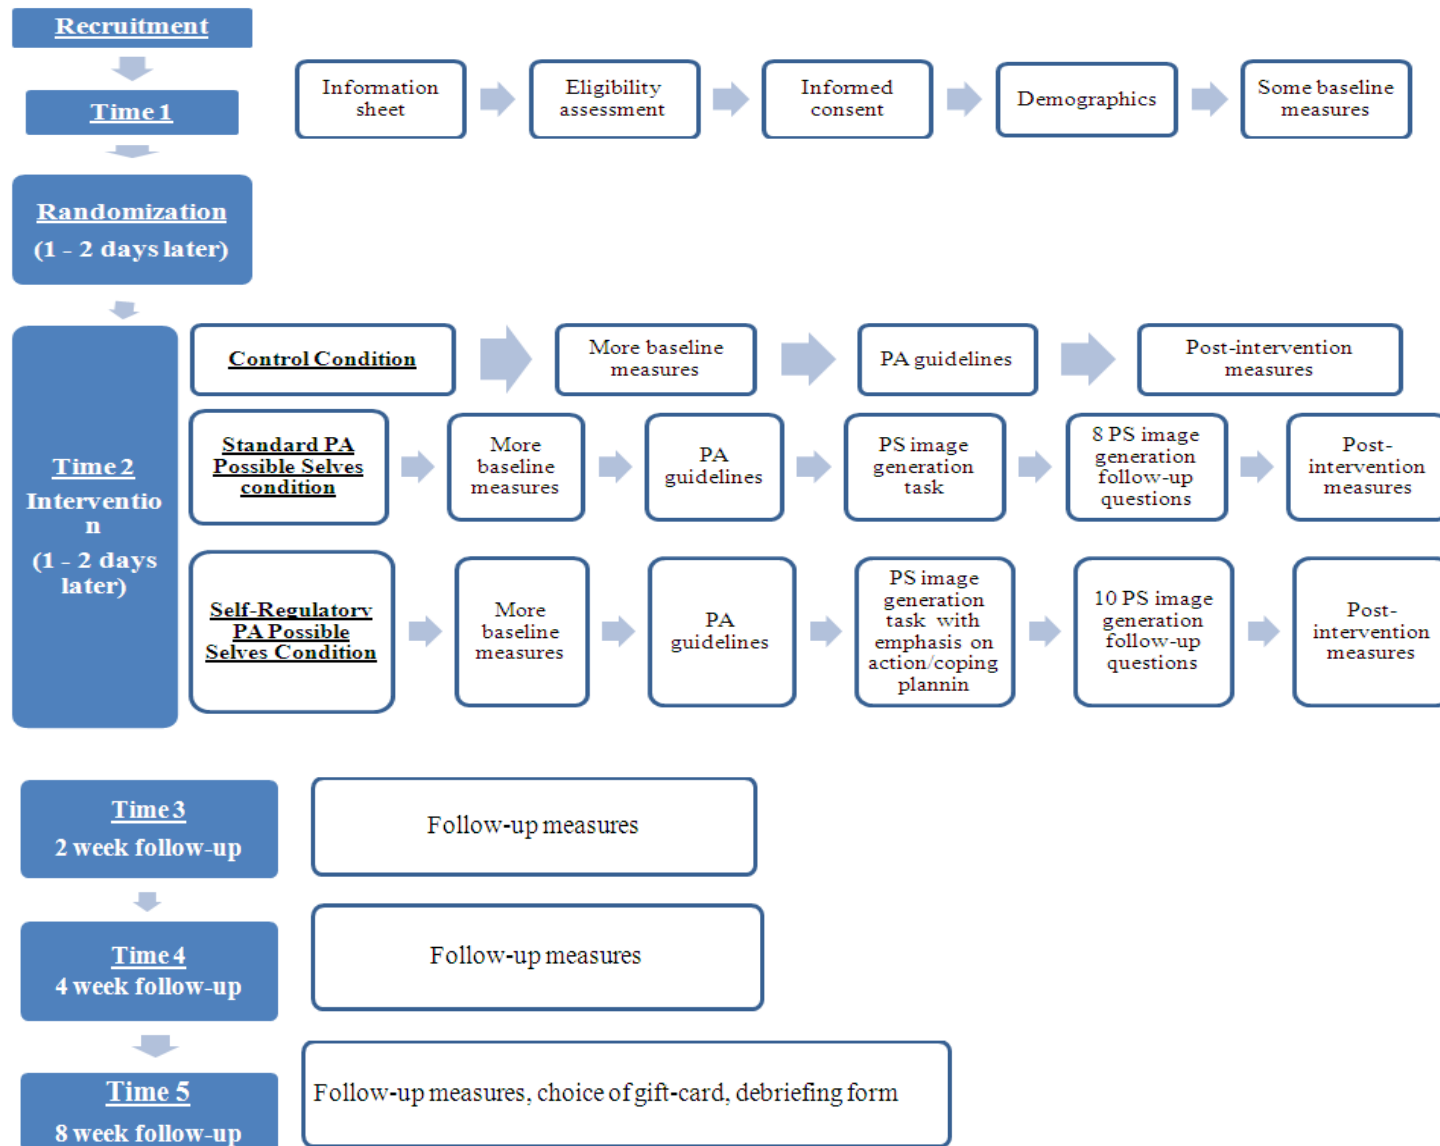 Recruitment
Time 1
Information
sheet
Eligibility
assessment
Informed
consent
Demographics
Some baseline
measures
Randomization
(1 - 2 days later)
Time 2
Interventio
n
(1 - 2 days
later)
Control Condition
More baseline
measures
PA guidelines
Post-intervention
measures
Standard PA
Possible Selves
condition
More
baseline
measures
PA
guidelines
PS image
generation
task
8 PS image
generation
follow-up
questions
Post-
intervention
measures
Self-Regulatory
PA Possible
Selves Condition
More
baseline
measures
PA
guidelines
PS image
generation
task with
emphasis on
action/coping
plannin
10 PS image
generation
follow-up
questions
Post-
intervention
measures
Time 3
2 week follow-up
Follow-up measures
Time 4
4 week follow-up
Follow-up measures
Time 5
8 week follow-up
Follow-up measures, choice of gift-card, debriefing form